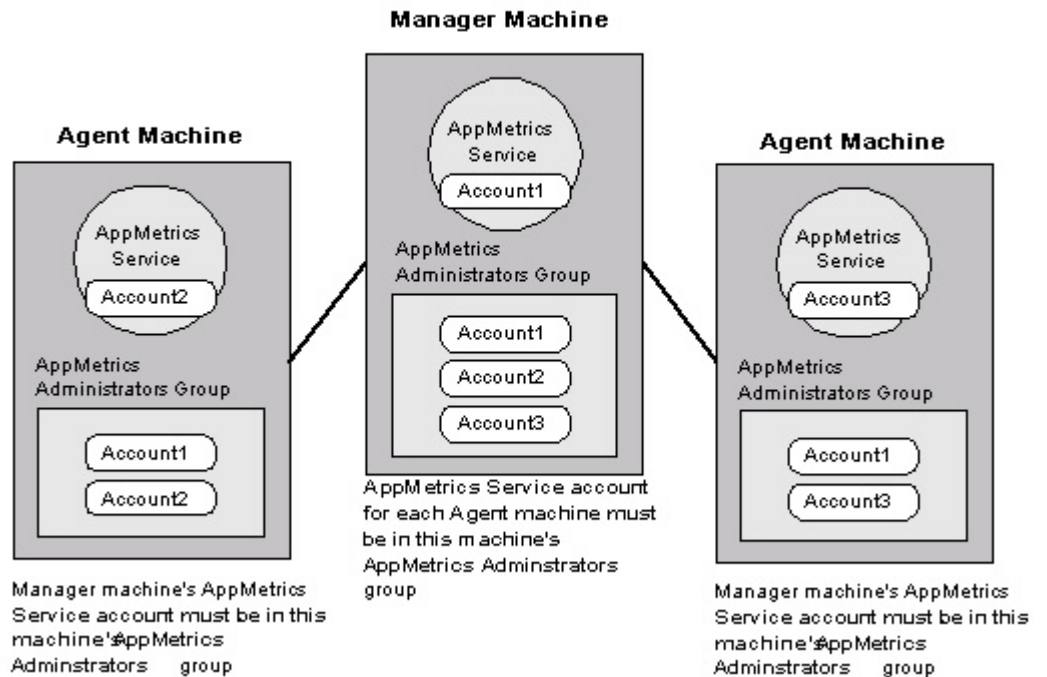 Manager Machine
AppMetrics
Service
Account1
AppMetrics
Administrators Group
Account1
Account2
Account3
AppMetrics Service account
for each Agent machine must
be in this machine's
AppMetrics Adminstrators
group
Agent Machine
AppMetrics
Service
Account2
AppMetrics
Administrators Group
Account1
Account2
Manager machine's AppMetrics
Service account must be in this
machine'sAppMetrics
Adminstrators group
Agent Machine
AppMetrics
Service
Account3
AppMetrics
Administrators Group
Account1
Account3
Manager machine's AppMetrics
Service account must be in this
machine'sAppMetrics
Adminstrators group